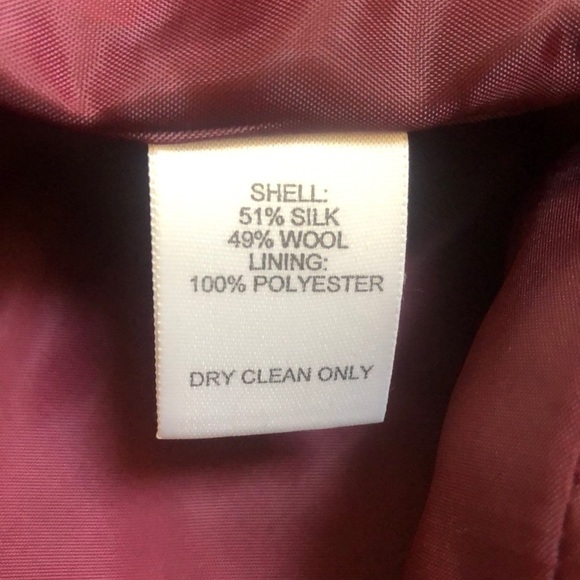 SHELL:
51% SILK
49% WOOL
LINING:
100% POLYESTER
DRY CLEAN ONLY